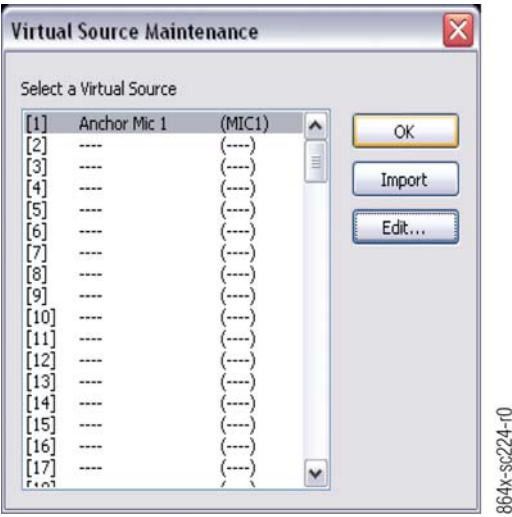 Virtual Source Maintenance
Select a Virtual Source
[1] Anchor Mic 1 (MIC1)
[2] ---- (----)
[3] ---- (----)
[4] ---- (----)
[5] ---- (----)
[6] ---- (----)
[7] ---- (----)
[8] ---- (----)
[9] ---- (----)
[10] ---- (----)
[11] ---- (----)
[12] ---- (----)
[13] ---- (----)
[14] ---- (----)
[15] ---- (----)
[16] ---- (----)
[17] ---- (----)
OK
Import
Edit...
864x-sc224-r0